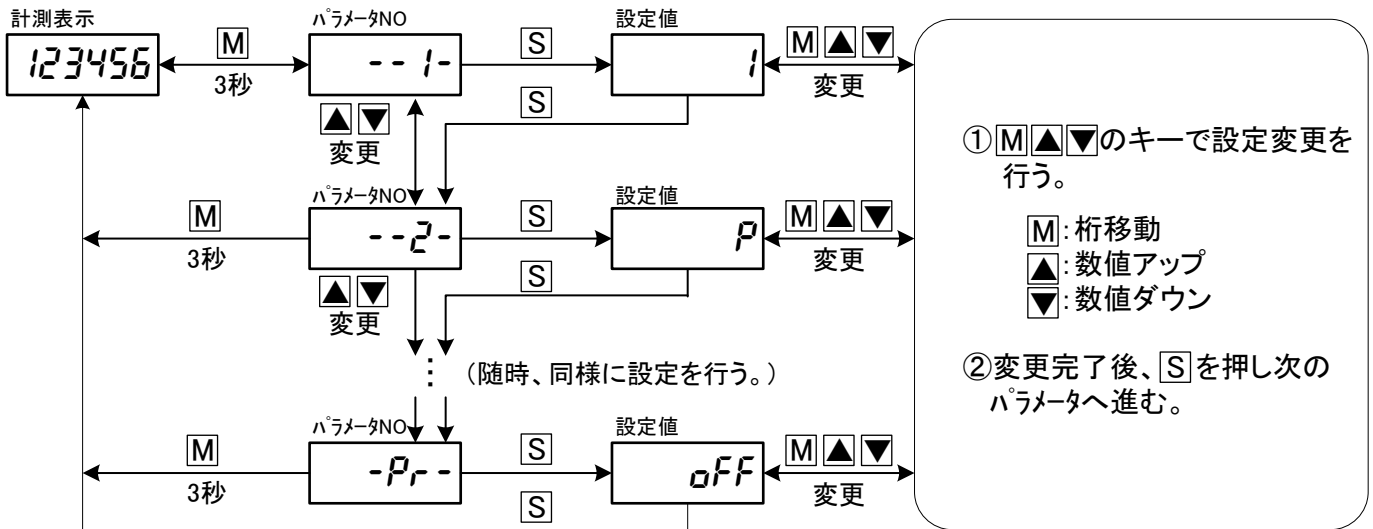 計測表示
パラメータNO
設定値
123456
M
3秒
--1-
S
1
M▲▼
変更
S
▲▼
変更
パラメータNO
設定値
M
3秒
--2-
S
P
M▲▼
変更
S
▲▼
変更
⋮ (随時、同様に設定を行う。)
パラメータNO
設定値
M
3秒
-Pr-
S
oFF
M▲▼
変更
S
①M▲▼のキーで設定変更を
行う。
M:桁移動
▲:数値アップ
▼:数値ダウン
②変更完了後、Sを押し次の
パラメータへ進む。